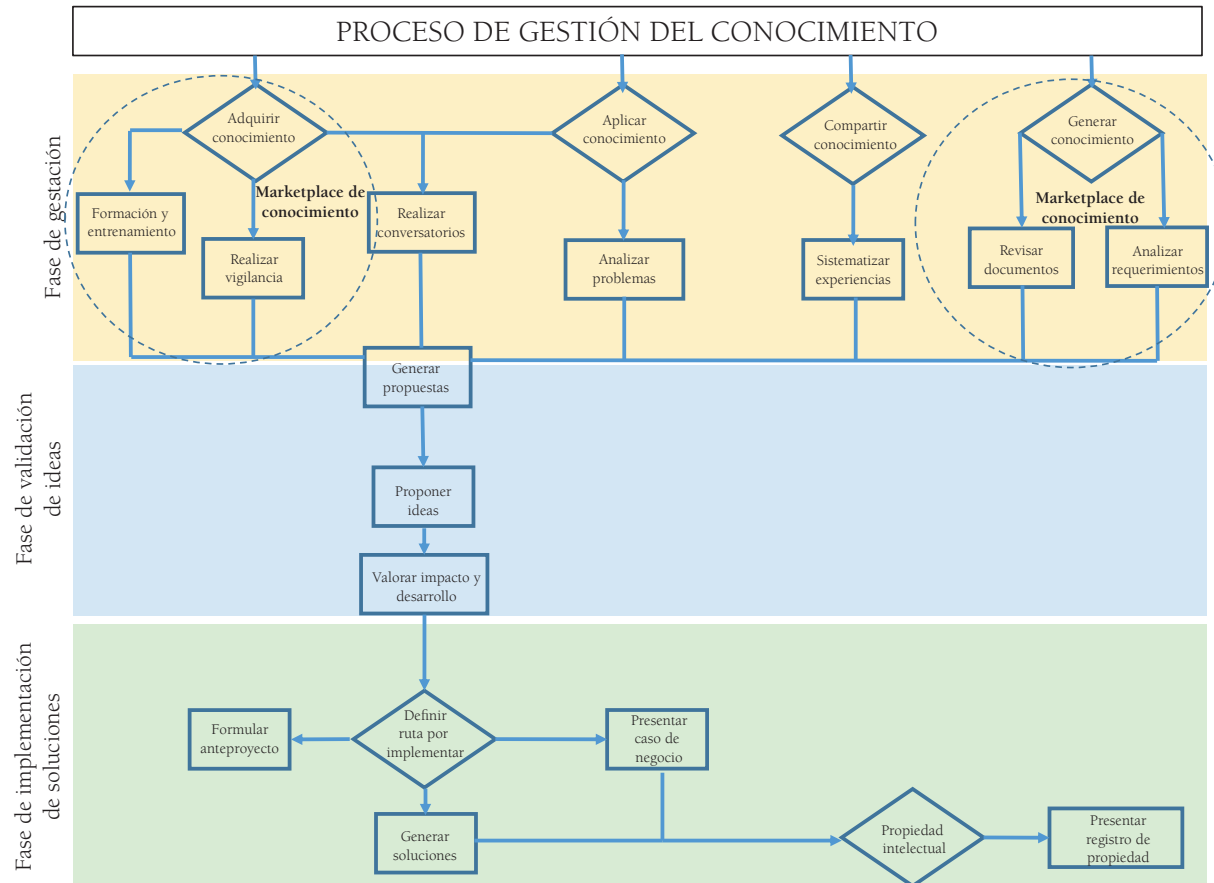 PROCESO DE GESTIÓN DEL CONOCIMIENTO
Fase de gestación
Adquirir
conocimiento
Aplicar
conocimiento
Compartir
conocimiento
Generar
conocimiento
Marketplace de
conocimiento
Marketplace de
conocimiento
Formación y
entrenamiento
Realizar
vigilancia
Realizar
conversatorios
Analizar
problemas
Sistematizar
experiencias
Revisar
documentos
Analizar
requerimientos
Generar
propuestas
Fase de validación
de ideas
Proponer
ideas
Valorar impacto y
desarrollo
Fase de implementación
de soluciones
Formular
anteproyecto
Definir
ruta por
implementar
Presentar
caso de
negocio
Generar
soluciones
Propiedad
intelectual
Presentar
registro de
propiedad